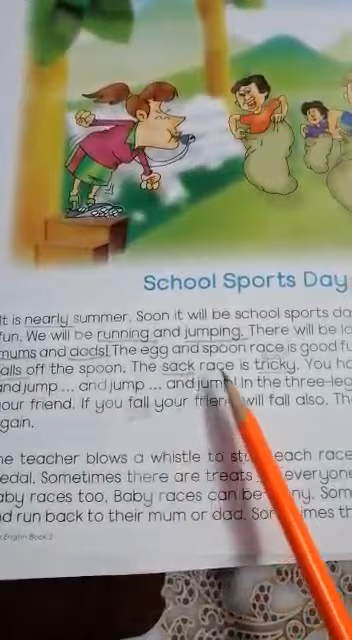 School Sports Day
It is nearly summer. Soon it will be school sports da
fun. We will be running and jumping. There will be lo
mums and dads! The egg and spoon race is good fu
alls off the spoon. The sack race is tricky. You ha
and jump ... and jump ... and jump! In the three-leg
our friend. If you fall your friend will fall also. Th
gain.
he teacher blows a whistle to each race
edal. Sometimes there are treats everyone
aby races too. Baby races can be Som
nd run back to their mum or dad. Sometimes th
English Book 2